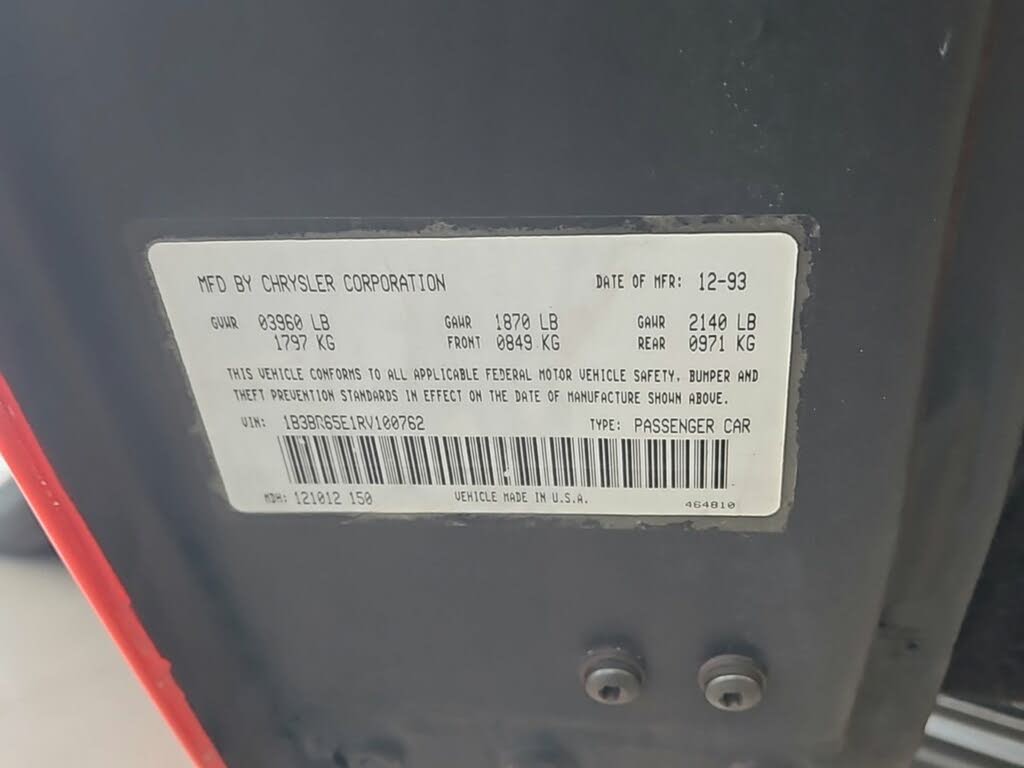 MFD BY CHRYSLER CORPORATION DATE OF MFR: 12-93
GVWR 03960 LB GAWR 1870 LB GAWR 2140 LB
1797 KG FRONT 0849 KG REAR 0971 KG
THIS VEHICLE CONFORMS TO ALL APPLICABLE FEDERAL MOTOR VEHICLE SAFETY, BUMPER AND
THEFT PREVENTION STANDARDS IN EFFECT ON THE DATE OF MANUFACTURE SHOWN ABOVE.
VIN: 1B3BR65E1RV100762 TYPE: PASSENGER CAR
MDH: 121012 150 VEHICLE MADE IN U.S.A. 464810